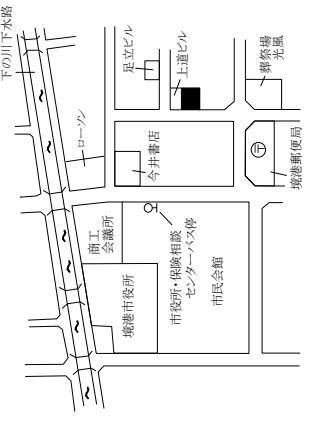 下の川下水路
足立ビル
上道ビル
葬祭場
光風
ローソン
今井書店
境港郵便局
商工
会議所
市役所・保険相談
センターバス停
境港市役所
市民会館